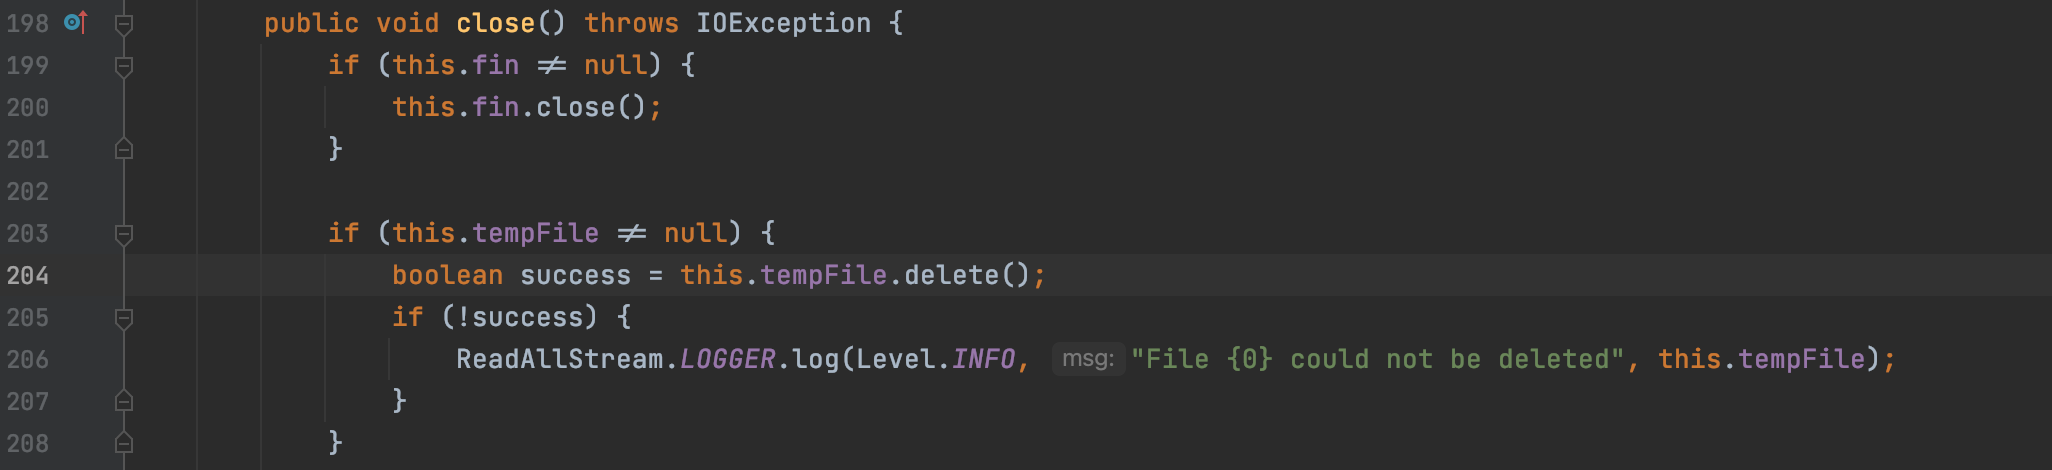 198 public void close() throws IOException {
199 if (this.fin != null) {
200 this.fin.close();
201 }
202
203 if (this.tempFile != null) {
204 boolean success = this.tempFile.delete();
205 if (!success) {
206 ReadAllStream.LOGGER.log(Level.INFO, msg: "File {0} could not be deleted", this.tempFile);
207 }
208 }